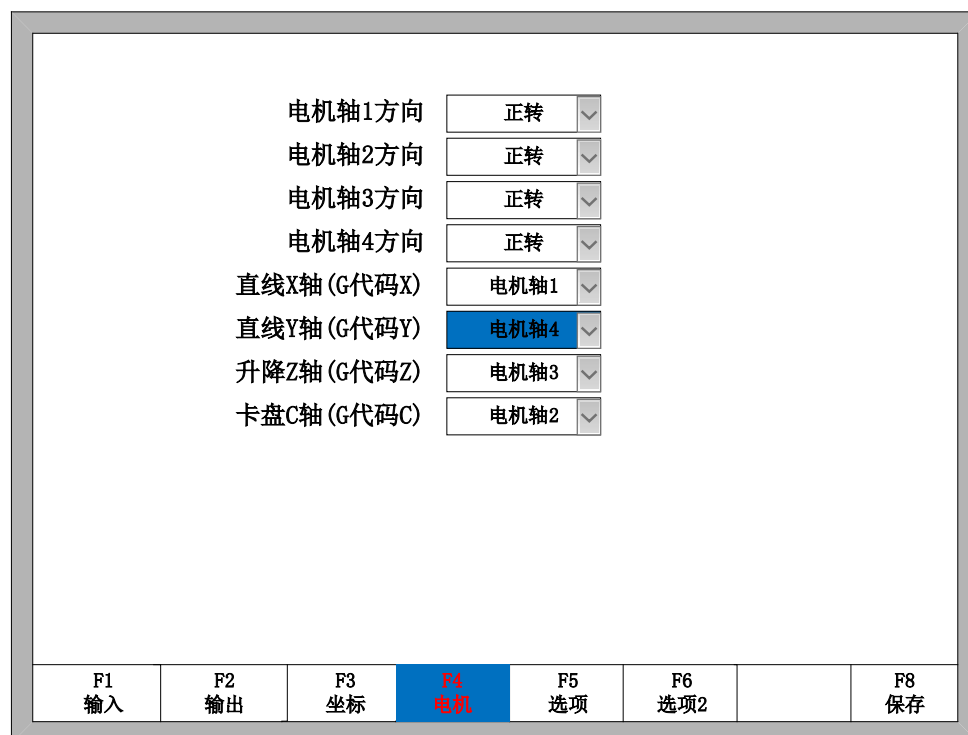 电机轴1方向 正转
电机轴2方向 正转
电机轴3方向 正转
电机轴4方向 正转
直线X轴(G代码X) 电机轴1
直线Y轴(G代码Y) 电机轴4
升降Z轴(G代码Z) 电机轴3
卡盘C轴(G代码C) 电机轴2
F1 F2 F3 F4 F5 F6 F8
输入 输出 坐标 电机 选项 选项2 保存